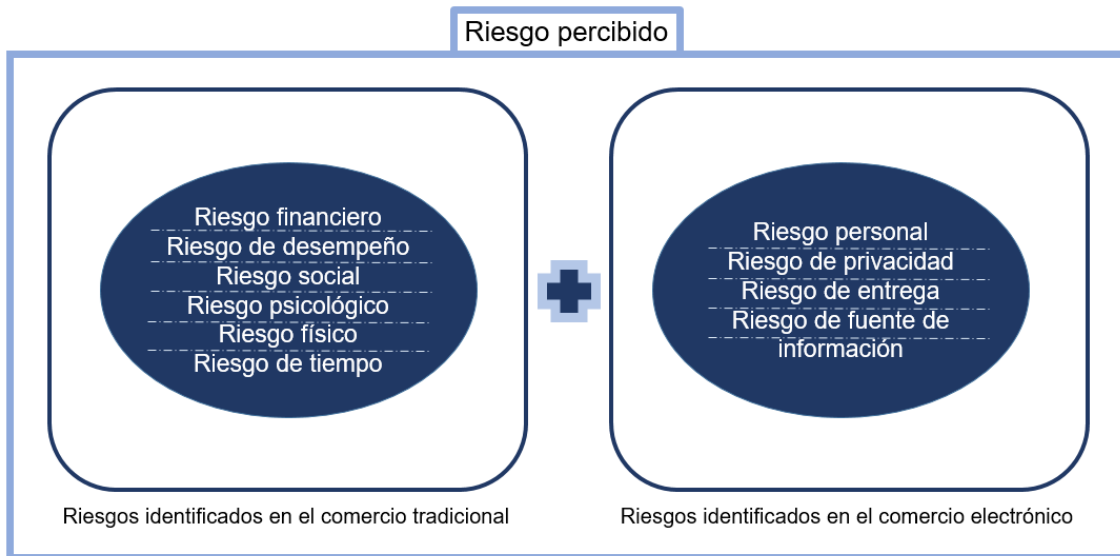 Riesgo percibido
Riesgo financiero
Riesgo de desempeño
Riesgo social
Riesgo psicológico
Riesgo físico
Riesgo de tiempo
Riesgo personal
Riesgo de privacidad
Riesgo de entrega
Riesgo de fuente de
información
Riesgos identificados en el comercio tradicional
Riesgos identificados en el comercio electrónico